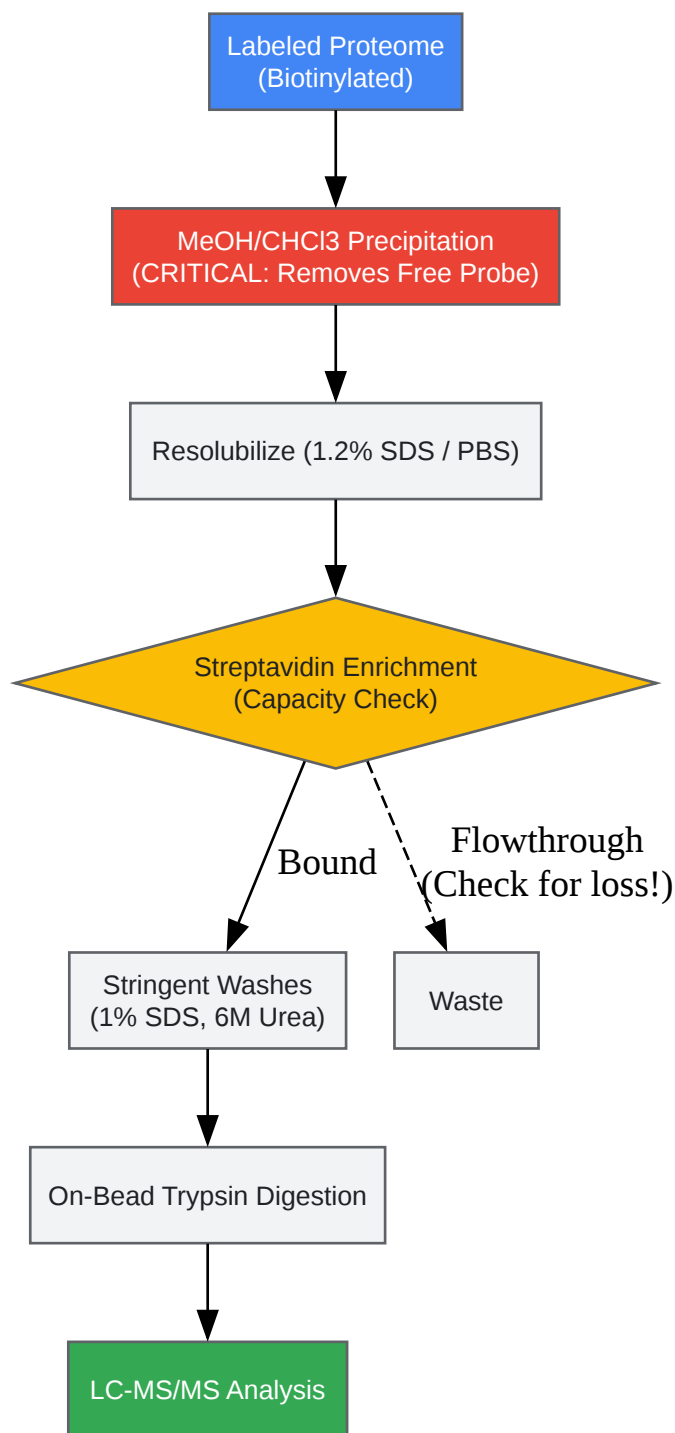 Labeled Proteome
(Biotinylated)
MeOH/CHCl3 Precipitation
(CRITICAL: Removes Free Probe)
Resolubilize (1.2% SDS / PBS)
Streptavidin Enrichment
(Capacity Check)
Bound
Flowthrough
(Check for loss!)
Stringent Washes
(1% SDS, 6M Urea)
Waste
On-Bead Trypsin Digestion
LC-MS/MS Analysis